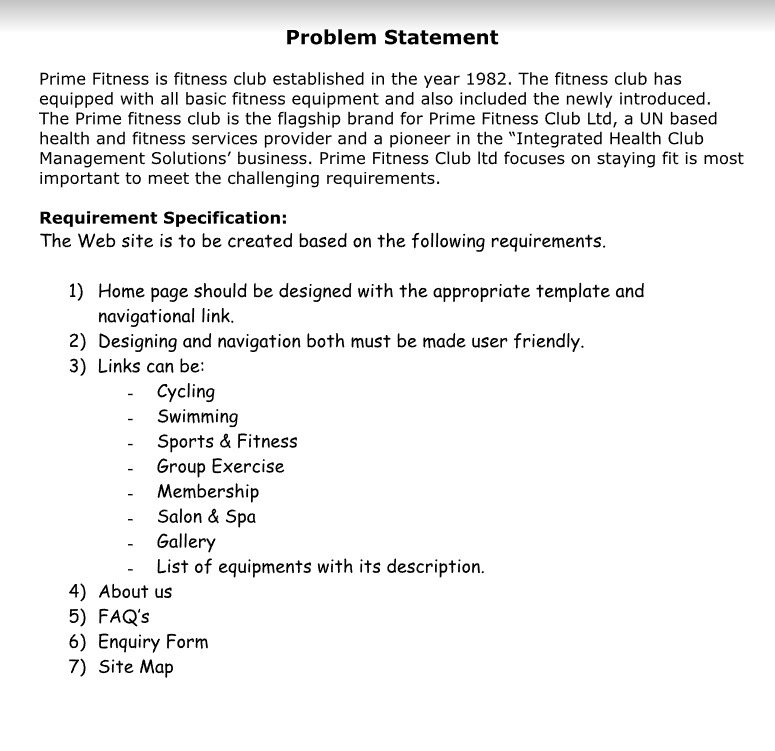 Problem Statement
Prime Fitness is fitness club established in the year 1982. The fitness club has
equipped with all basic fitness equipment and also included the newly introduced.
The Prime fitness club is the flagship brand for Prime Fitness Club Ltd, a UN based
health and fitness services provider and a pioneer in the “Integrated Health Club
Management Solutions’ business. Prime Fitness Club ltd focuses on staying fit is most
important to meet the challenging requirements.
Requirement Specification:
The Web site is to be created based on the following requirements.
1) Home page should be designed with the appropriate template and
navigational link.
2) Designing and navigation both must be made user friendly.
3) Links can be:
- Cycling
- Swimming
- Sports & Fitness
- Group Exercise
- Membership
- Salon & Spa
- Gallery
- List of equipments with its description.
4) About us
5) FAQ’s
6) Enquiry Form
7) Site Map